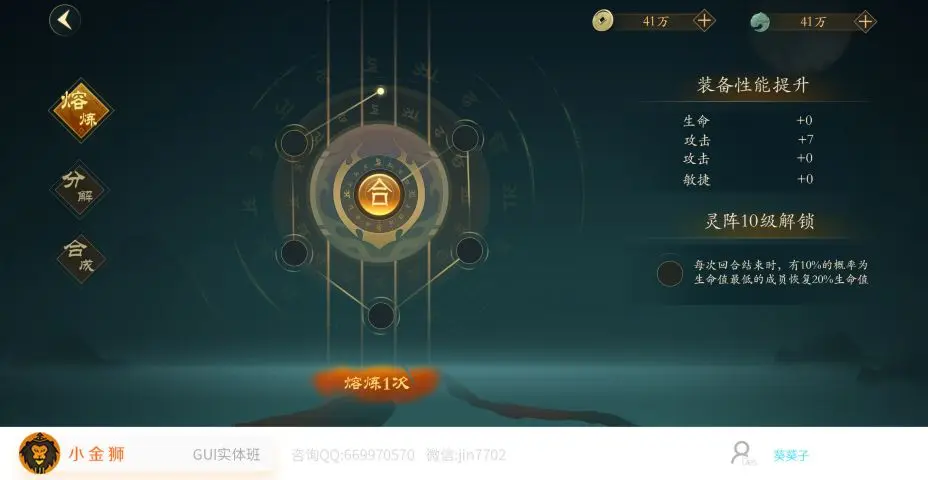 41万
41万
熔炼
分解
合成
合
装备性能提升
生命 +0
攻击 +7
攻击 +0
敏捷 +0
灵阵10级解锁
每次回合结束时，有10%的概率为
生命值最低的成员恢复20%生命值
熔炼1次
小金狮
GUI实体班
咨询QQ:669970570 微信:jin7702
葵葵子